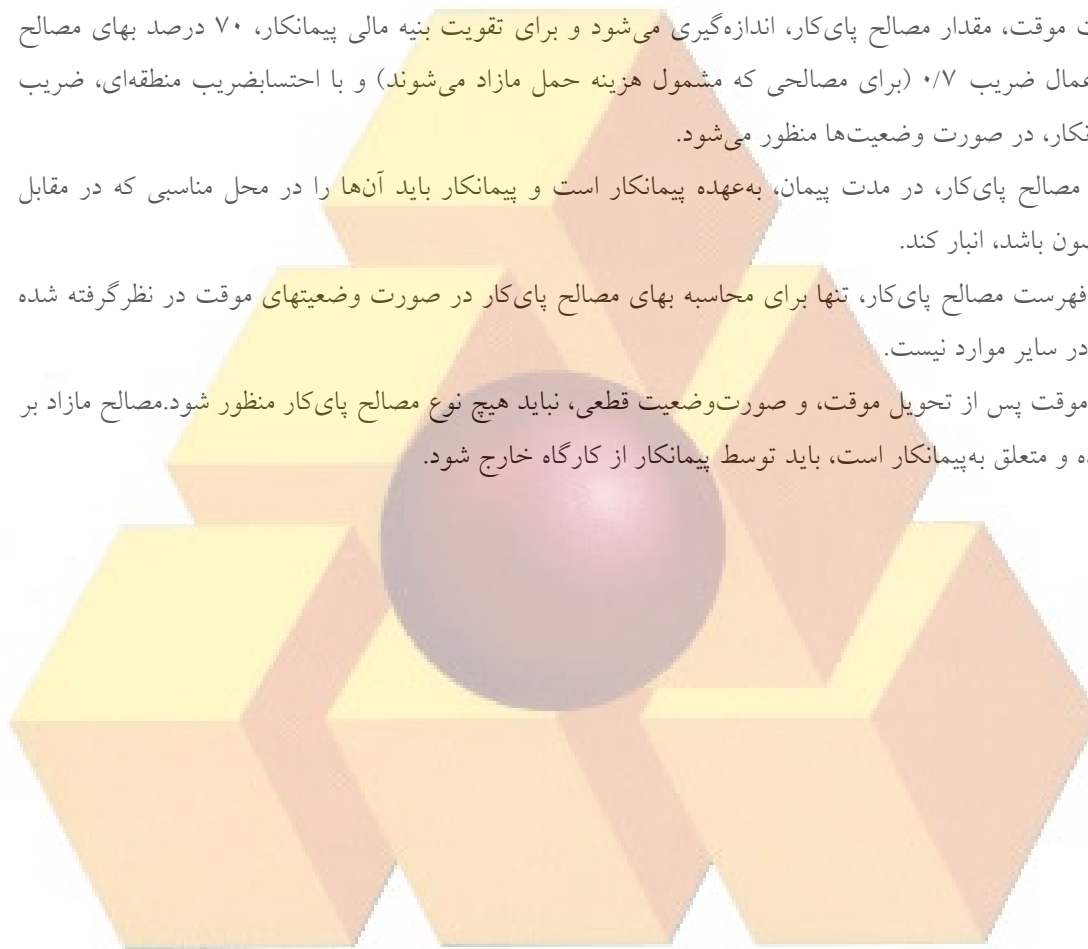 موقت، مقدار مصالح پای‌کار، اندازه‌گیری می‌شود و برای تقویت بنیه مالی پیمانکار، ۷۰ درصد بهای مصالح
عمال ضریب ۰/۷ (برای مصالحی که مشمول هزینه حمل مازاد می‌شوند) و با احتسابضریب منطقه‌ای، ضریب
نکار، در صورت وضعیت‌ها منظور می‌شود.
مصالح پای‌کار، در مدت پیمان، به‌عهده پیمانکار است و پیمانکار باید آن‌ها را در محل مناسبی که در مقابل
صون باشد، انبار کند.
فهرست مصالح پای‌کار، تنها برای محاسبه بهای مصالح پای‌کار در صورت وضعیتهای موقت در نظرگرفته شده
در سایر موارد نیست.
موقت پس از تحویل موقت، و صورت‌وضعیت قطعی، نباید هیچ نوع مصالح پای‌کار منظور شود.مصالح مازاد بر
ده و متعلق به‌پیمانکار است، باید توسط پیمانکار از کارگاه خارج شود.